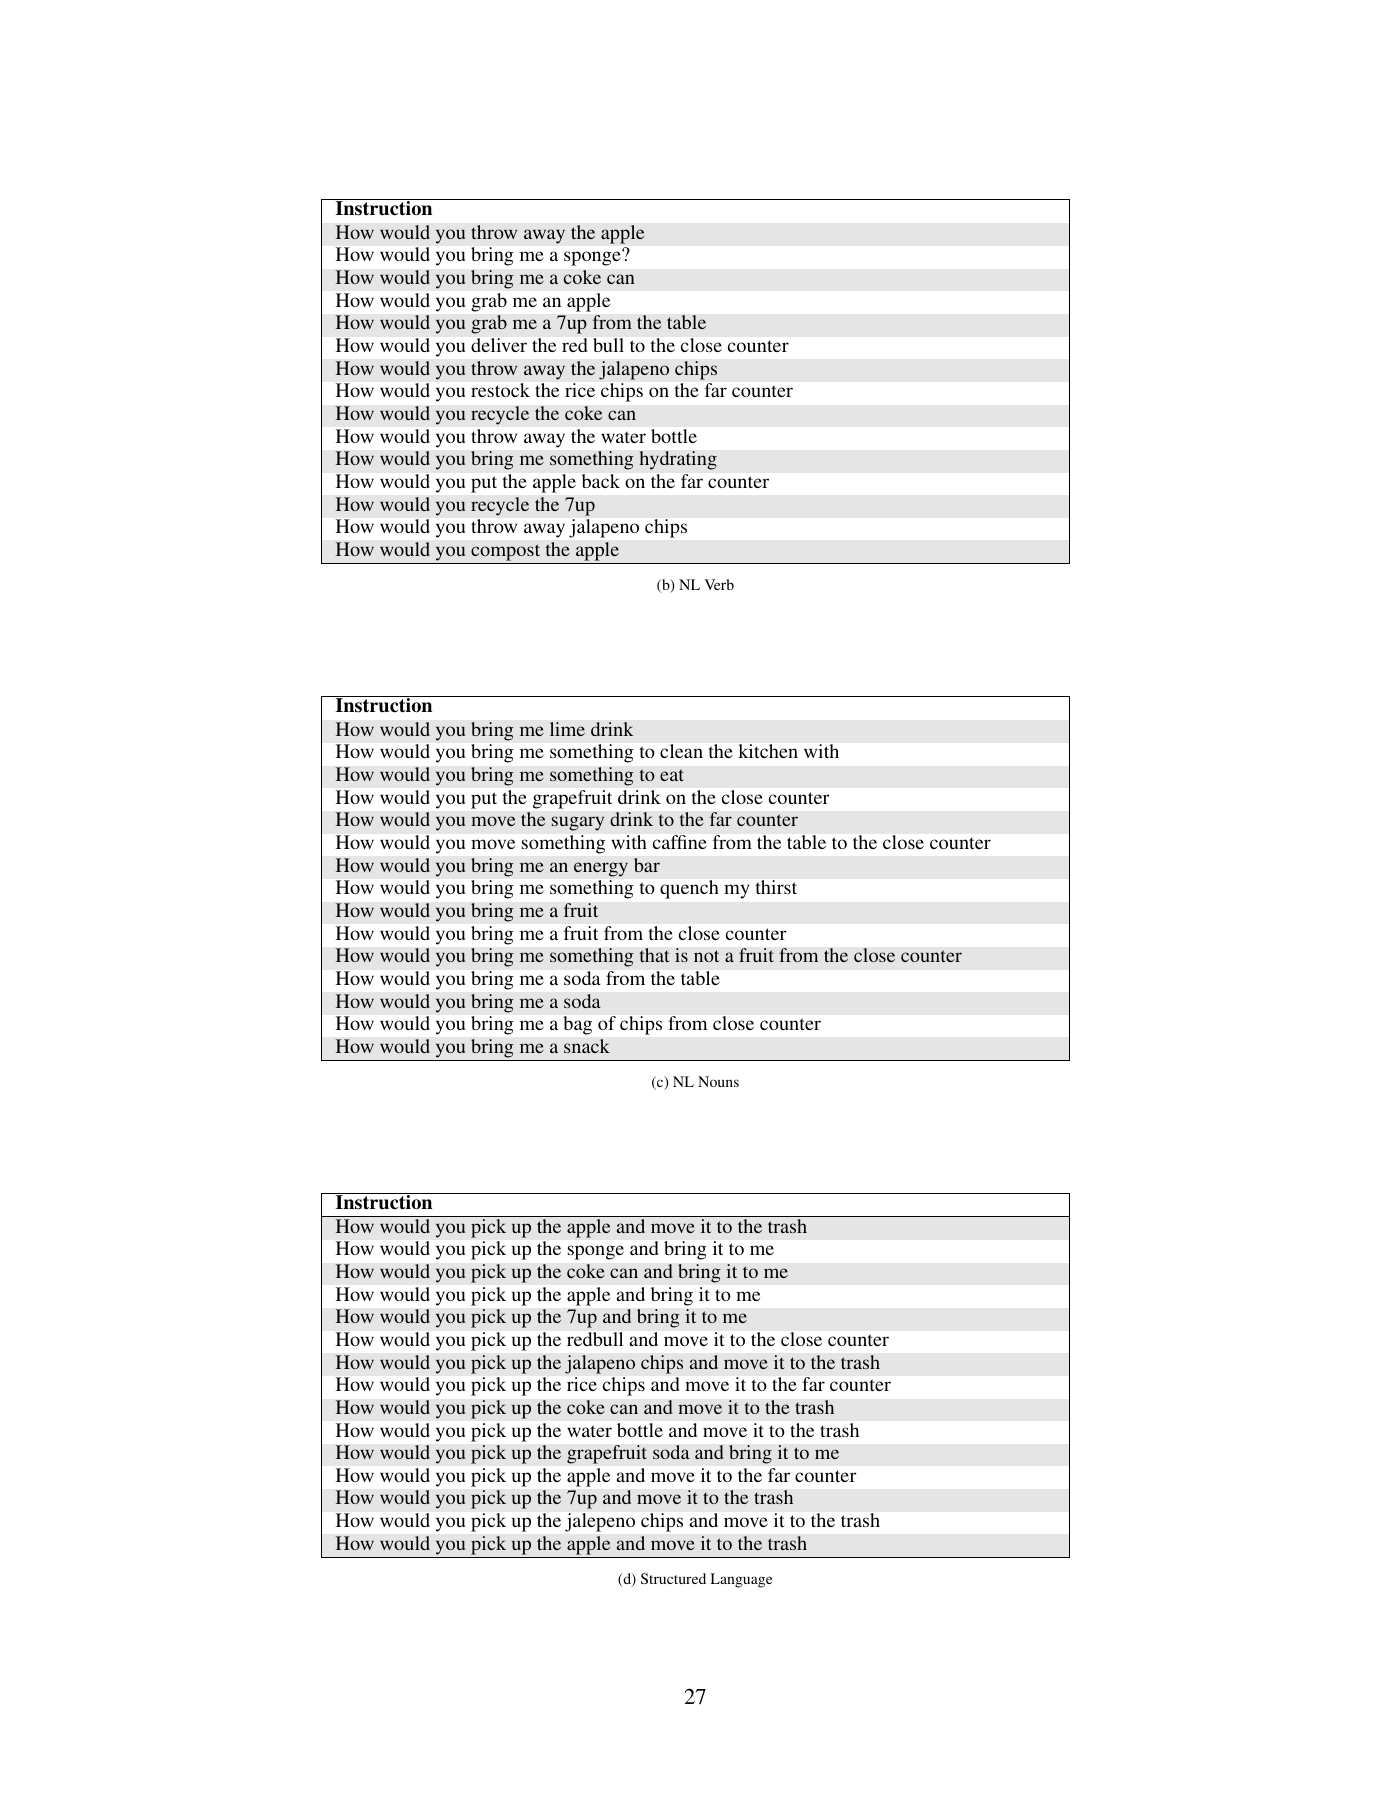 Instruction
How would you throw away the apple
How would you bring me a sponge?
How would you bring me a coke can
How would you grab me an apple
How would you grab me a 7up from the table
How would you deliver the red bull to the close counter
How would you throw away the jalapeno chips
How would you restock the rice chips on the far counter
How would you recycle the coke can
How would you throw away the water bottle
How would you bring me something hydrating
How would you put the apple back on the far counter
How would you recycle the 7up
How would you throw away jalapeno chips
How would you compost the apple
(b) NL Verb
Instruction
How would you bring me lime drink
How would you bring me something to clean the kitchen with
How would you bring me something to eat
How would you put the grapefruit drink on the close counter
How would you move the sugary drink to the far counter
How would you move something with caffine from the table to the close counter
How would you bring me an energy bar
How would you bring me something to quench my thirst
How would you bring me a fruit
How would you bring me a fruit from the close counter
How would you bring me something that is not a fruit from the close counter
How would you bring me a soda from the table
How would you bring me a soda
How would you bring me a bag of chips from close counter
How would you bring me a snack
(c) NL Nouns
Instruction
How would you pick up the apple and move it to the trash
How would you pick up the sponge and bring it to me
How would you pick up the coke can and bring it to me
How would you pick up the apple and bring it to me
How would you pick up the 7up and bring it to me
How would you pick up the redbull and move it to the close counter
How would you pick up the jalapeno chips and move it to the trash
How would you pick up the rice chips and move it to the far counter
How would you pick up the coke can and move it to the trash
How would you pick up the water bottle and move it to the trash
How would you pick up the grapefruit soda and bring it to me
How would you pick up the apple and move it to the far counter
How would you pick up the 7up and move it to the trash
How would you pick up the jalepeno chips and move it to the trash
How would you pick up the apple and move it to the trash
(d) Structured Language
27